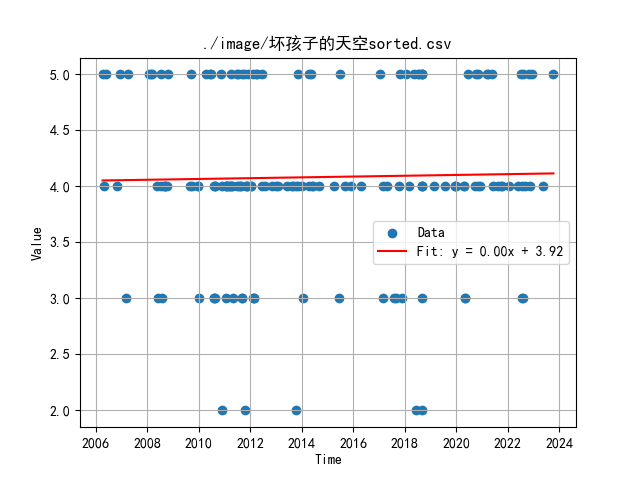 ./image/坏孩子的天空sorted.csv
5.0
4.5
4.0
3.5
3.0
2.5
2.0
Value
Data
Fit: y = 0.00x + 3.92
2006 2008 2010 2012 2014 2016 2018 2020 2022 2024
Time